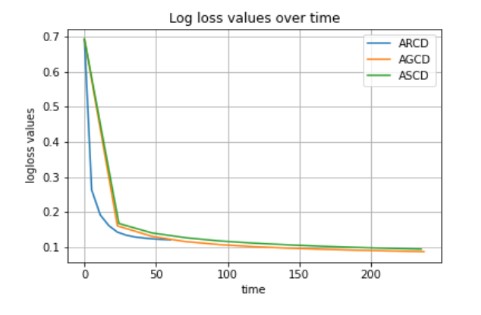 Log loss values over time
0.7
0.6
0.5
0.4
0.3
0.2
0.1
logloss values
ARCD
AGCD
ASCD
0 50 100 150 200
time